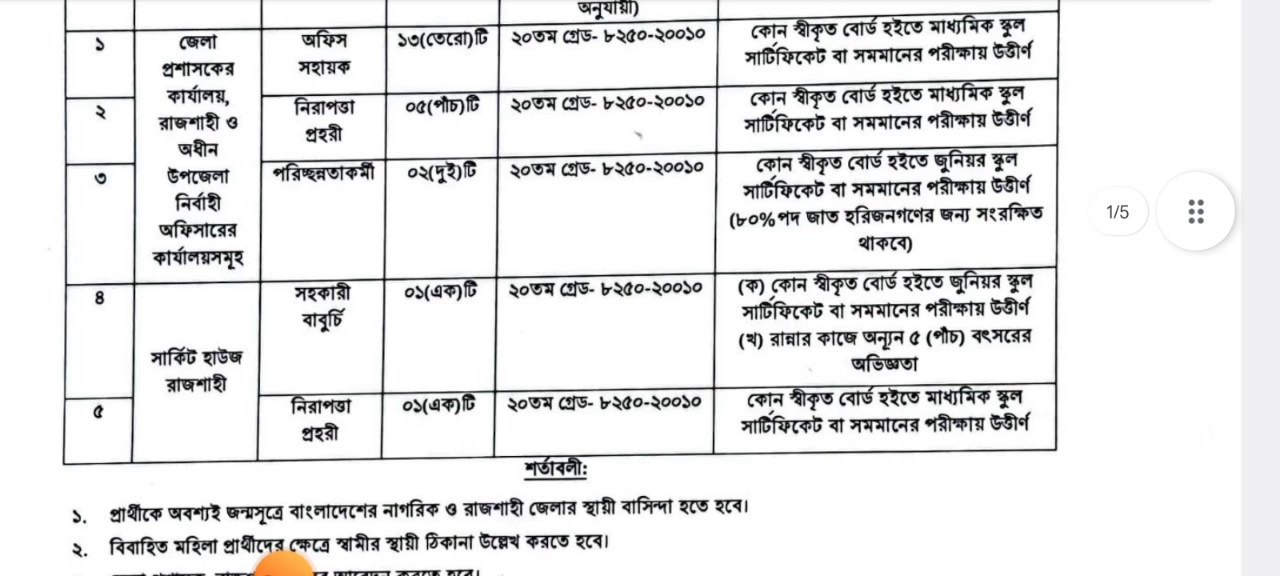 অনুযায়ী)
১
জেলা
প্রশাসকের
কার্যালয়,
রাজশাহী ও
অধীন
উপজেলা
নির্বাহী
অফিসারের
কার্যালয়সমূহ
অফিস
সহায়ক
১৩(তেরো)টি
২০তম গ্রেড- ৮২৫০-২০০১০
কোন স্বীকৃত বোর্ড হইতে মাধ্যমিক স্কুল
সার্টিফিকেট বা সমমানের পরীক্ষায় উত্তীর্ণ
২
নিরাপত্তা
প্রহরী
০৫(পাঁচ)টি
২০তম গ্রেড- ৮২৫০-২০০১০
কোন স্বীকৃত বোর্ড হইতে মাধ্যমিক স্কুল
সার্টিফিকেট বা সমমানের পরীক্ষায় উত্তীর্ণ
৩
পরিচ্ছন্নতাকর্মী
০২(দুই)টি
২০তম গ্রেড- ৮২৫০-২০০১০
কোন স্বীকৃত বোর্ড হইতে জুনিয়র স্কুল
সার্টিফিকেট বা সমমানের পরীক্ষায় উত্তীর্ণ
(৮০% পদ জাত হরিজনগণের জন্য সংরক্ষিত
থাকবে)
৪
সার্কিট হাউজ
রাজশাহী
সহকারী
বাবুর্চি
০১(এক)টি
২০তম গ্রেড- ৮২৫০-২০০১০
(ক) কোন স্বীকৃত বোর্ড হইতে জুনিয়র স্কুল
সার্টিফিকেট বা সমমানের পরীক্ষায় উত্তীর্ণ
(খ) রান্নার কাজে অন্যূন ৫ (পাঁচ) বৎসরের
অভিজ্ঞতা
৫
নিরাপত্তা
প্রহরী
০১(এক)টি
২০তম গ্রেড- ৮২৫০-২০০১০
কোন স্বীকৃত বোর্ড হইতে মাধ্যমিক স্কুল
সার্টিফিকেট বা সমমানের পরীক্ষায় উত্তীর্ণ
1/5
শর্তাবলী:
১. প্রার্থীকে অবশ্যই জন্মসূত্রে বাংলাদেশের নাগরিক ও রাজশাহী জেলার স্থায়ী বাসিন্দা হতে হবে।
২. বিবাহিত মহিলা প্রার্থীদের ক্ষেত্রে স্বামীর স্থায়ী ঠিকানা উল্লেখ করতে হবে।